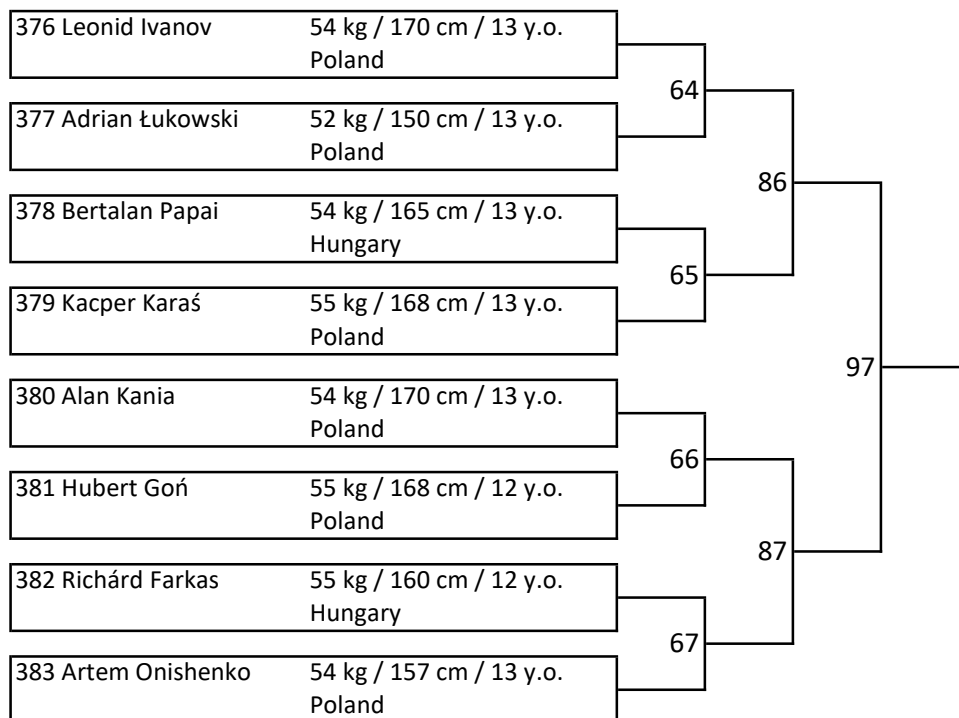 376 Leonid Ivanov 54 kg / 170 cm / 13 y.o.
Poland
64
377 Adrian Łukowski 52 kg / 150 cm / 13 y.o.
Poland
86
378 Bertalan Papai 54 kg / 165 cm / 13 y.o.
Hungary
65
379 Kacper Karaś 55 kg / 168 cm / 13 y.o.
Poland
97
380 Alan Kania 54 kg / 170 cm / 13 y.o.
Poland
66
381 Hubert Goń 55 kg / 168 cm / 12 y.o.
Poland
87
382 Richárd Farkas 55 kg / 160 cm / 12 y.o.
Hungary
67
383 Artem Onishenko 54 kg / 157 cm / 13 y.o.
Poland